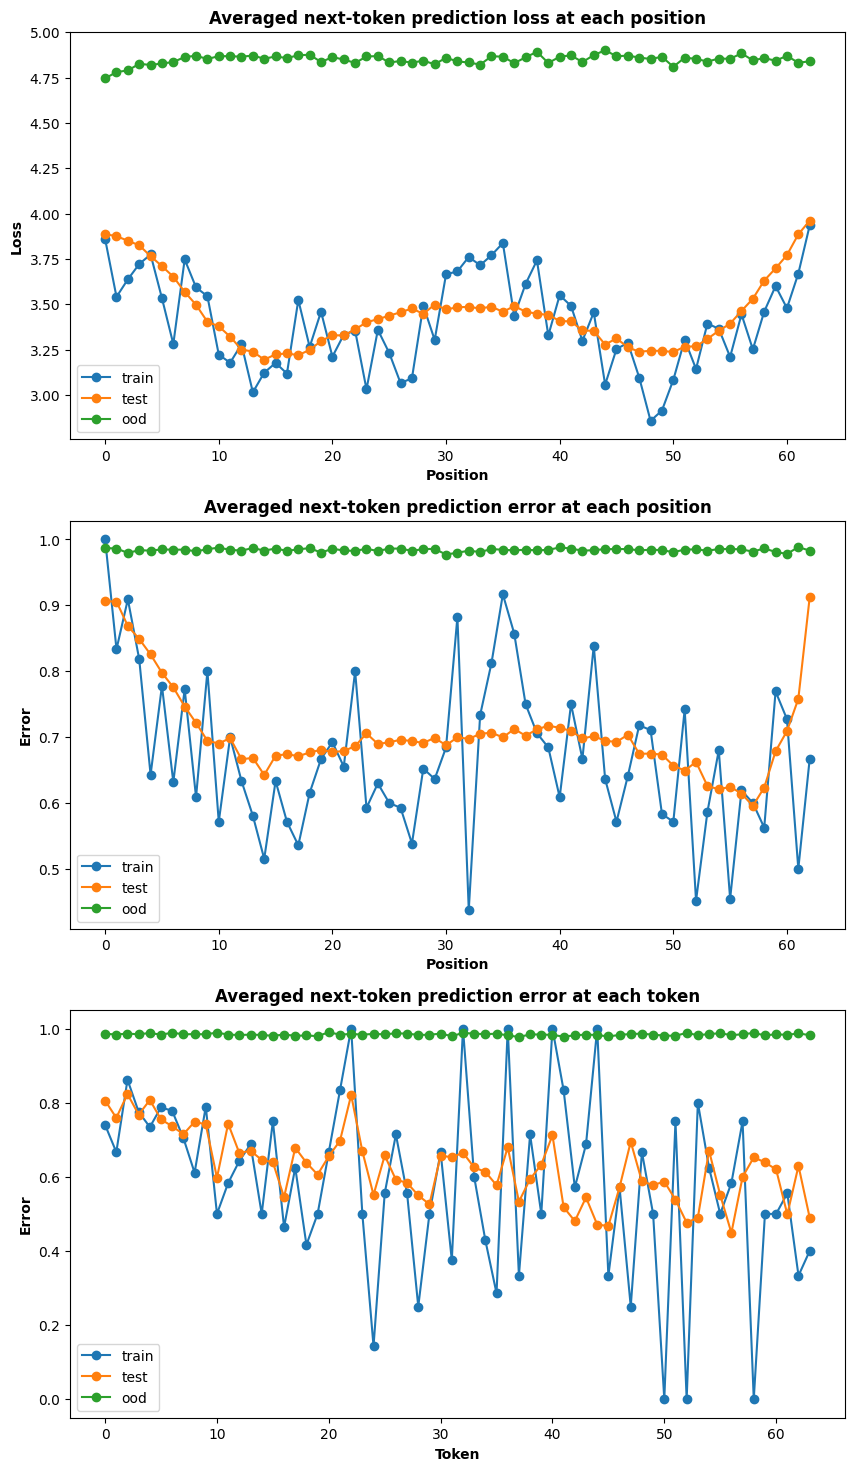 Averaged next-token prediction loss at each position
5.00
4.75
4.50
4.25
4.00
3.75
3.50
3.25
3.00
Loss
train
test
ood
0 10 20 30 40 50 60
Position
Averaged next-token prediction error at each position
1.0
0.9
0.8
0.7
0.6
0.5
Error
train
test
ood
0 10 20 30 40 50 60
Position
Averaged next-token prediction error at each token
1.0
0.8
0.6
0.4
0.2
0.0
Error
train
test
ood
0 10 20 30 40 50 60
Token